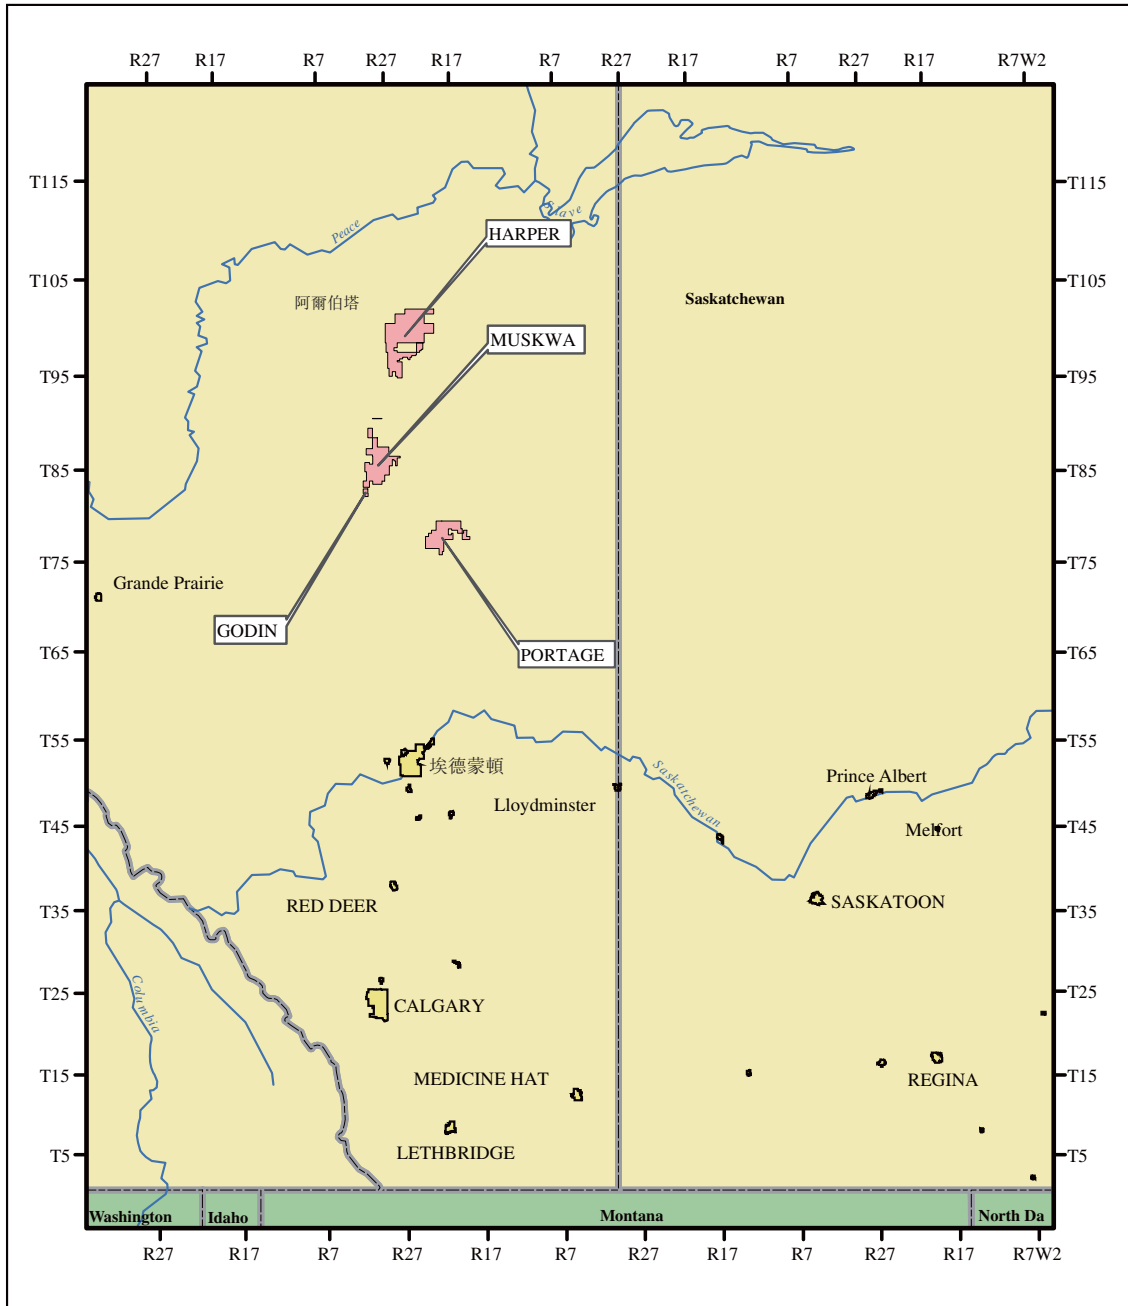 R27 R17 R7 R27 R17 R7 R27 R17 R7 R27 R17 R7W2
T115 T115
Peace
Slave
HARPER
T105 T105
阿爾伯塔
Saskatchewan
MUSKWA
T95 T95
T85 T85
T75 T75
Grande Prairie
GODIN
PORTAGE
T65 T65
T55 T55
埃德蒙頓
Saskatchewan
Prince Albert
Lloydminster
T45 T45
Melfort
RED DEER
SASKATOON
T35 T35
Columbia
T25 T25
CALGARY
T15 T15
MEDICINE HAT
REGINA
LETHBRIDGE
T5 T5
Washington Idaho Montana North Da
R27 R17 R7 R27 R17 R7 R27 R17 R7 R27 R17 R7W2